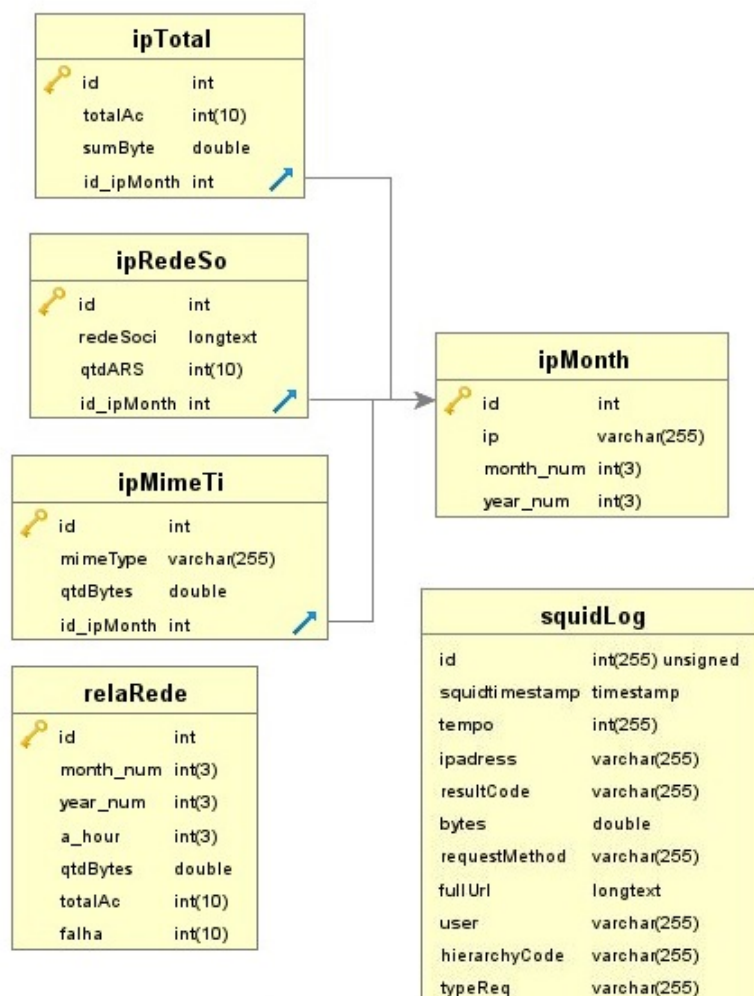 ipTotal
id int
totalAc int(10)
sumByte double
id_ipMonth int
ipRedeSo
id int
redeSoci longtext
qtdARS int(10)
id_ipMonth int
ipMimeTi
id int
mimeType varchar(255)
qtdBytes double
id_ipMonth int
relaRede
id int
month_num int(3)
year_num int(3)
a_hour int(3)
qtdBytes double
totalAc int(10)
falha int(10)
ipMonth
id int
ip varchar(255)
month_num int(3)
year_num int(3)
squidLog
id int(255) unsigned
squidtimestamp timestamp
tempo int(255)
ipadress varchar(255)
resultCode varchar(255)
bytes double
requestMethod varchar(255)
fullUrl longtext
user varchar(255)
hierarchyCode varchar(255)
typeReq varchar(255)